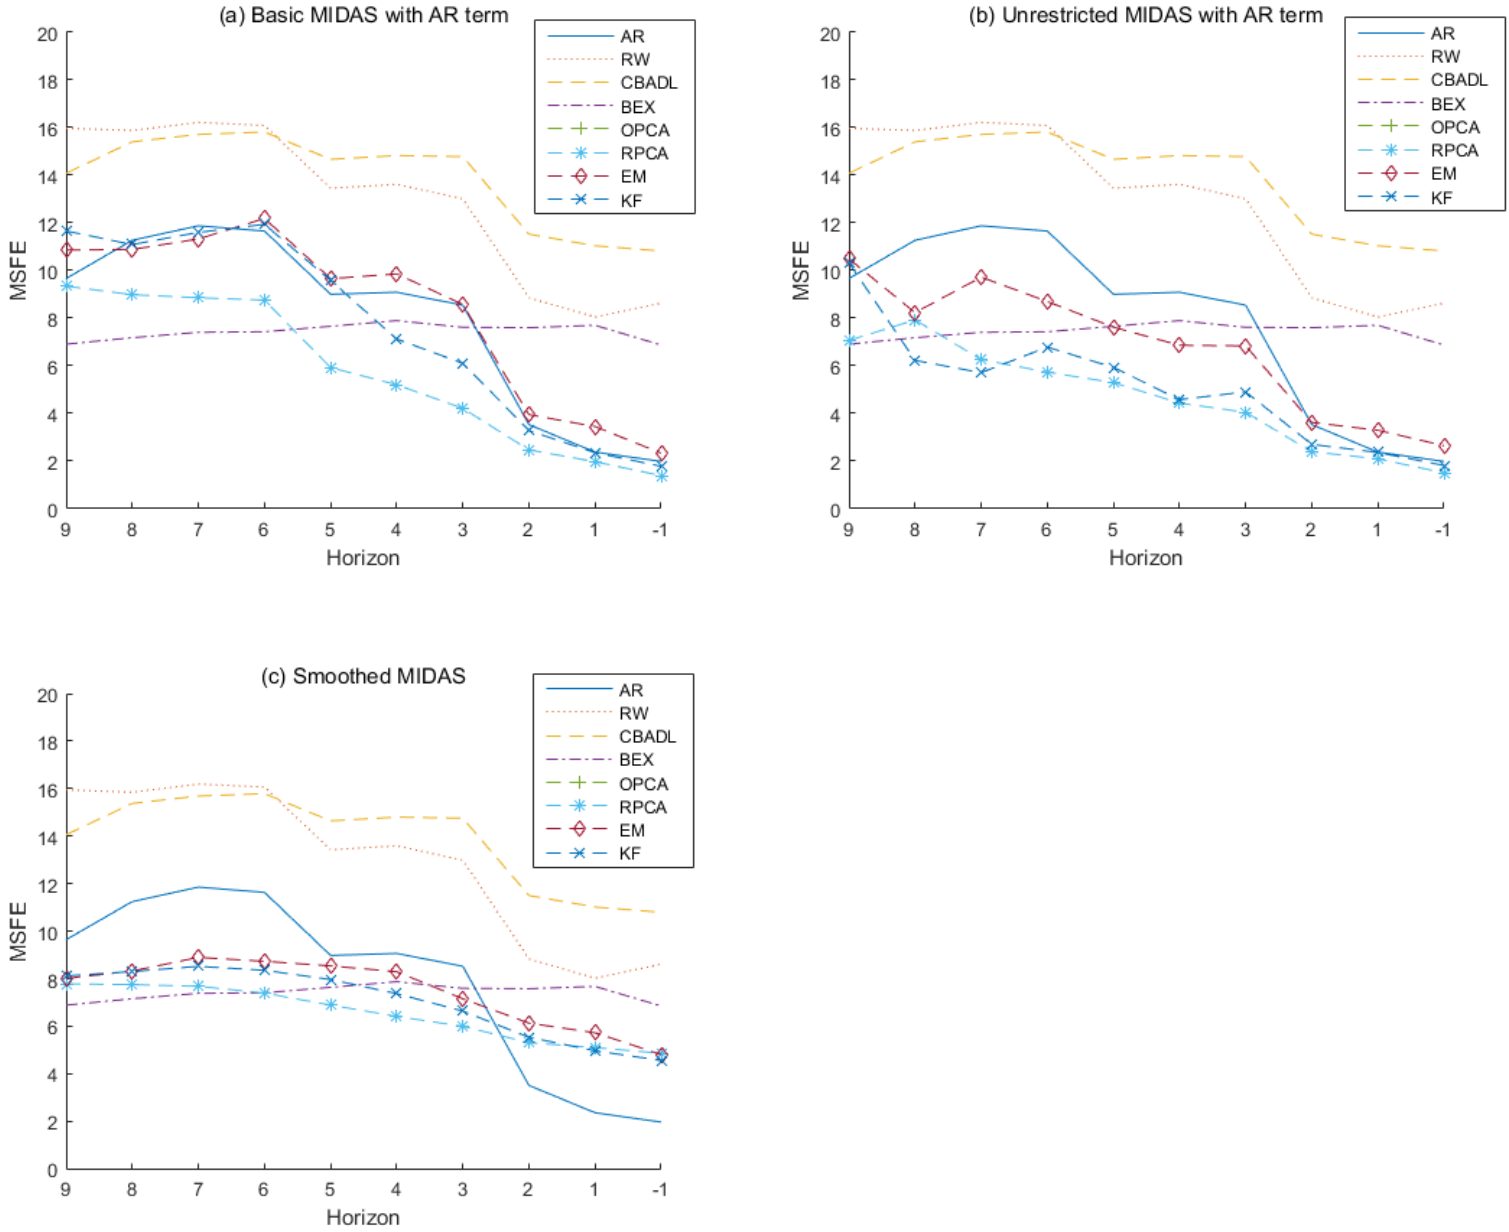 (a) Basic MIDAS with AR term
20
18
16
14
12
10
8
6
4
2
0
MSFE
9 8 7 6 5 4 3 2 1 -1
Horizon
AR
RW
CBADL
BEX
OPCA
RPCA
EM
KF
(b) Unrestricted MIDAS with AR term
20
18
16
14
12
10
8
6
4
2
0
MSFE
9 8 7 6 5 4 3 2 1 -1
Horizon
AR
RW
CBADL
BEX
OPCA
RPCA
EM
KF
(c) Smoothed MIDAS
20
18
16
14
12
10
8
6
4
2
0
MSFE
9 8 7 6 5 4 3 2 1 -1
Horizon
AR
RW
CBADL
BEX
OPCA
RPCA
EM
KF